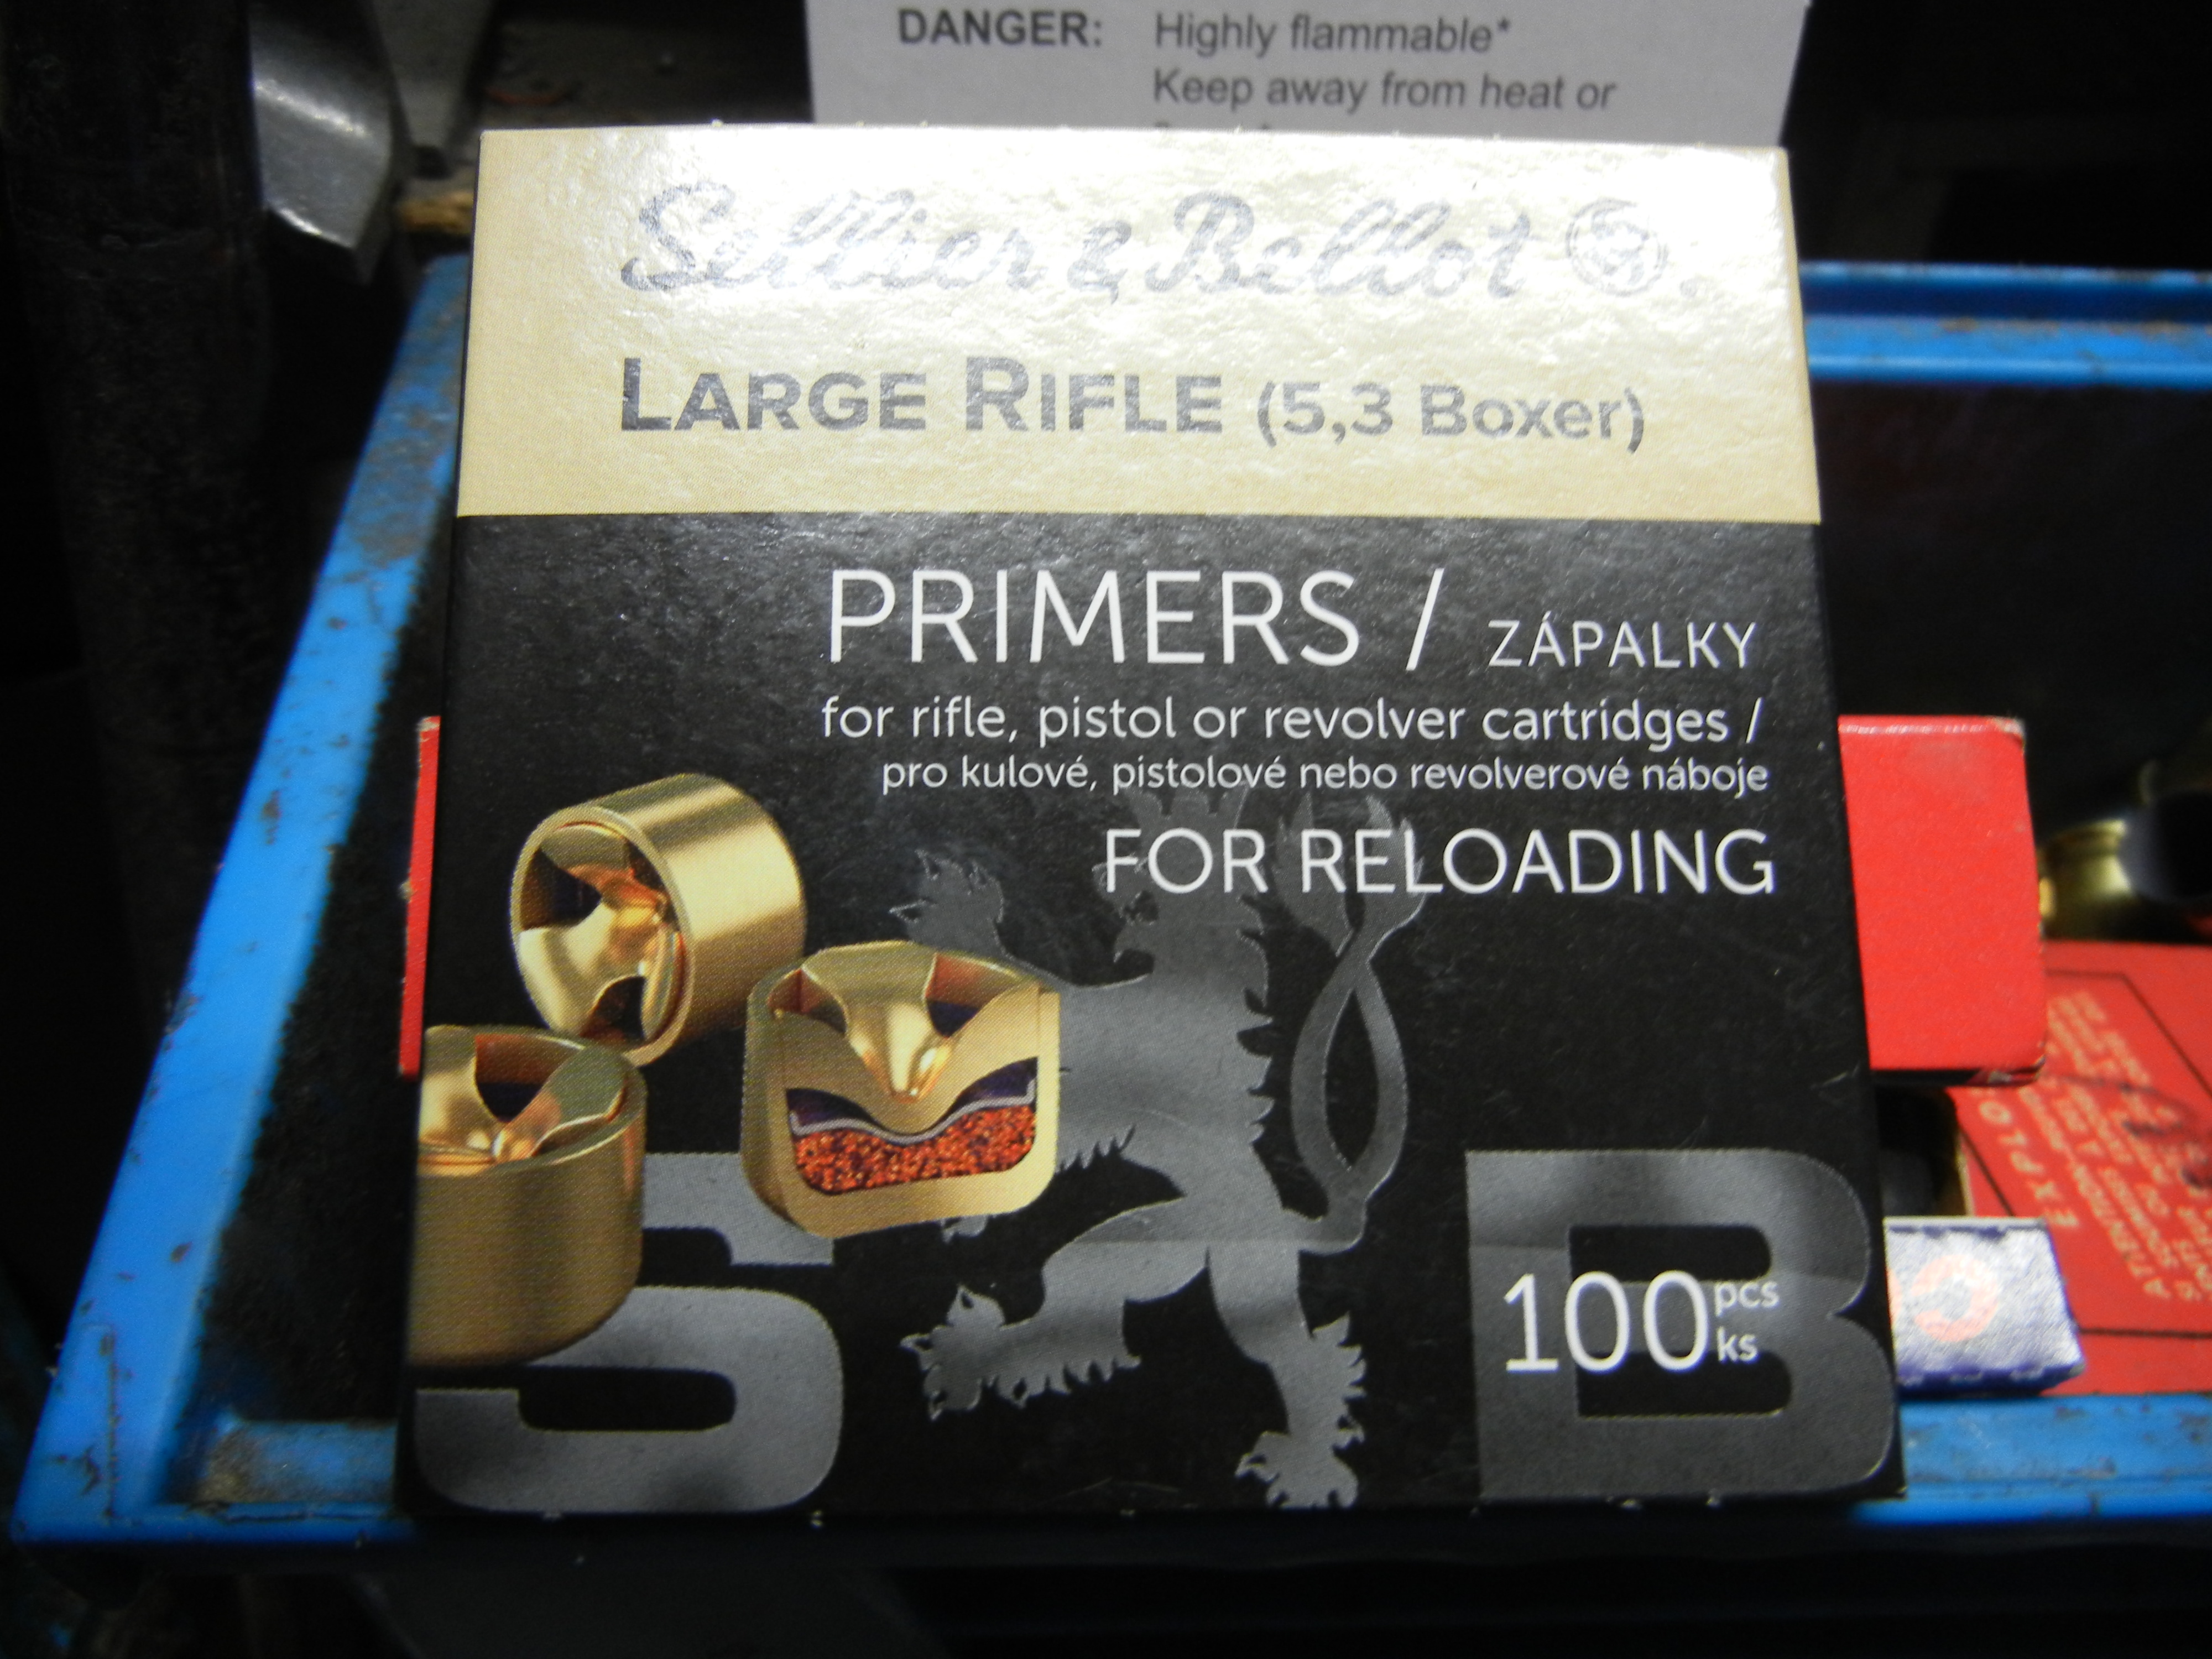 DANGER: Highly flammable*
Keep away from heat or
Sellier & Bellot
LARGE RIFLE (5,3 Boxer)
PRIMERS / ZÁPALKY
for rifle, pistol or revolver cartridges /
pro kulové, pistolové nebo revolverové náboje
FOR RELOADING
S B
100 pcs
ks
EXPLO